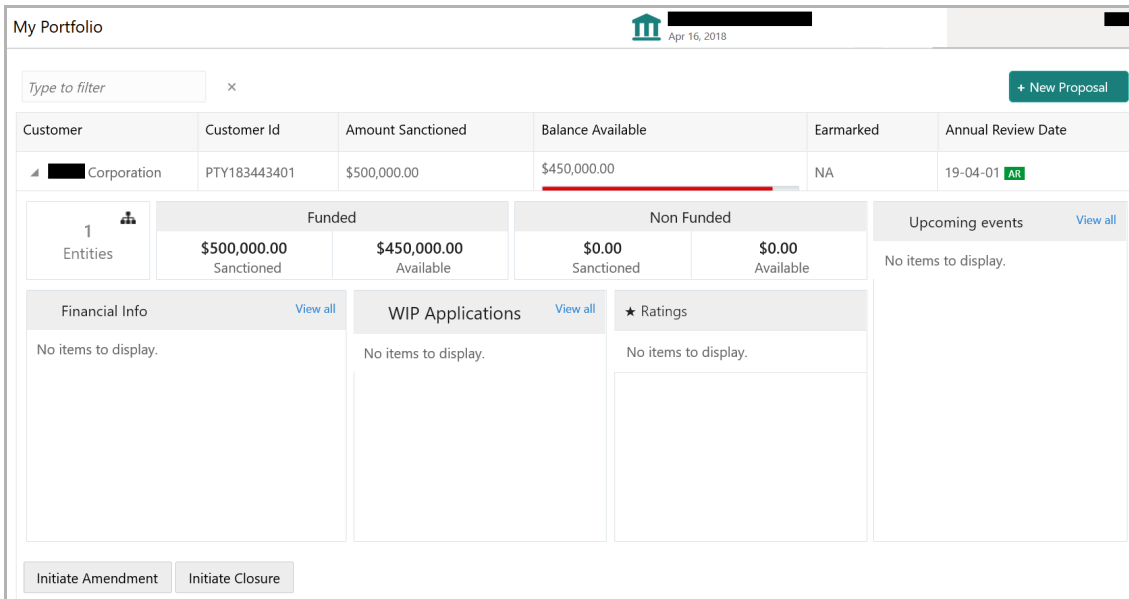 My Portfolio
Apr 16, 2018
Type to filter ×
+ New Proposal
Customer Customer Id Amount Sanctioned Balance Available Earmarked Annual Review Date
Corporation PTY183443401 $500,000.00 $450,000.00 NA 19-04-01 AR
1
Entities
Funded
$500,000.00 $450,000.00
Sanctioned Available
Non Funded
$0.00 $0.00
Sanctioned Available
Upcoming events View all
No items to display.
Financial Info View all
No items to display.
WIP Applications View all
No items to display.
★ Ratings
No items to display.
Initiate Amendment Initiate Closure